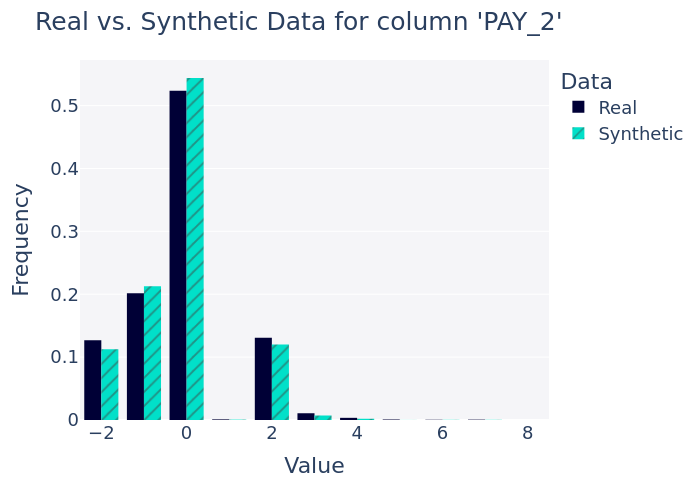 Real vs. Synthetic Data for column 'PAY_2'
Data
Real
Synthetic
Frequency
0.5
0.4
0.3
0.2
0.1
0
−2
0
2
4
6
8
Value